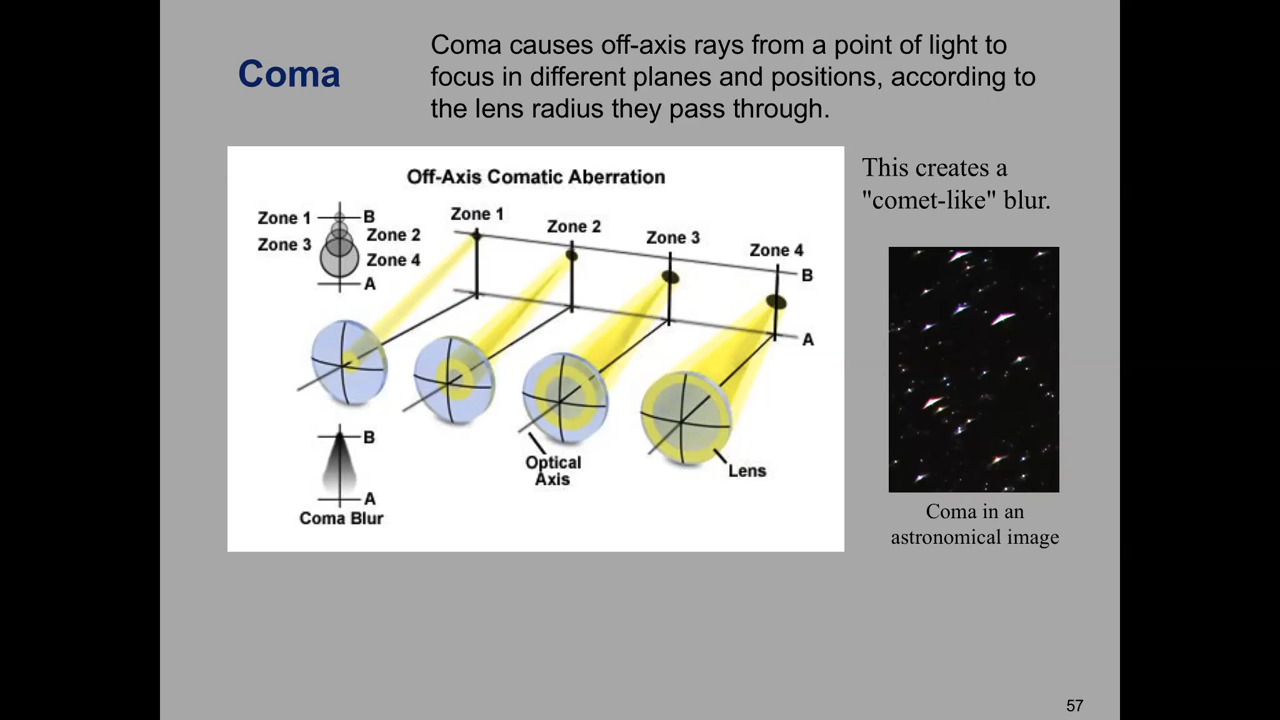 Coma
Coma causes off-axis rays from a point of light to
focus in different planes and positions, according to
the lens radius they pass through.
Off-Axis Comatic Aberration
Zone 1
B
Zone 2
Zone 3
Zone 4
A
Zone 1
Zone 2
Zone 3
Zone 4
B
A
Optical
Axis
Lens
B
A
Coma Blur
This creates a
"comet-like" blur.
Coma in an
astronomical image
57